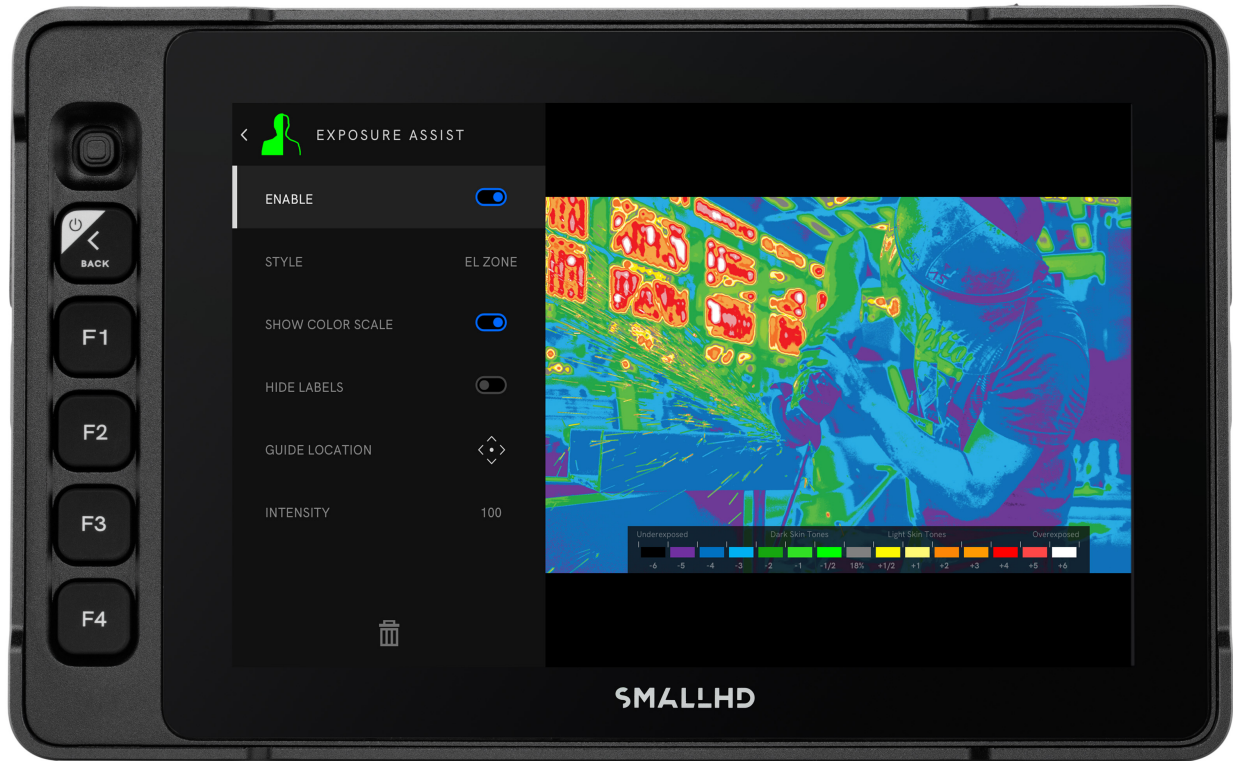 BACK
F1
F2
F3
F4
EXPOSURE ASSIST
ENABLE
STYLE EL ZONE
SHOW COLOR SCALE
HIDE LABELS
GUIDE LOCATION
INTENSITY 100
Underexposed Dark Skin Tones Light Skin Tones Overexposed
-6 -5 -4 -3 -2 -1 -1/2 18% +1/2 +1 +2 +3 +4 +5 +6
SMALLHD